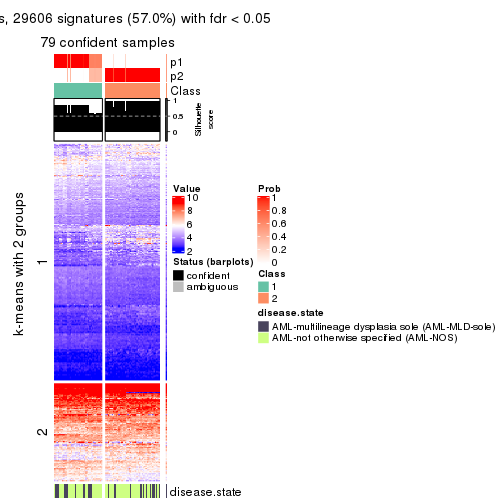 s, 29606 signatures (57.0%) with fdr < 0.05
79 confident samples
p1
p2
Class
1
0.5
0
Silhouette
score
k-means with 2 groups
1
2
Value
10
8
6
4
2
Status (barplots)
confident
ambiguous
Prob
1
0.8
0.6
0.4
0.2
0
Class
1
2
disease.state
AML-multilineage dysplasia sole (AML-MLD-sole)
AML-not otherwise specified (AML-NOS)
disease.state